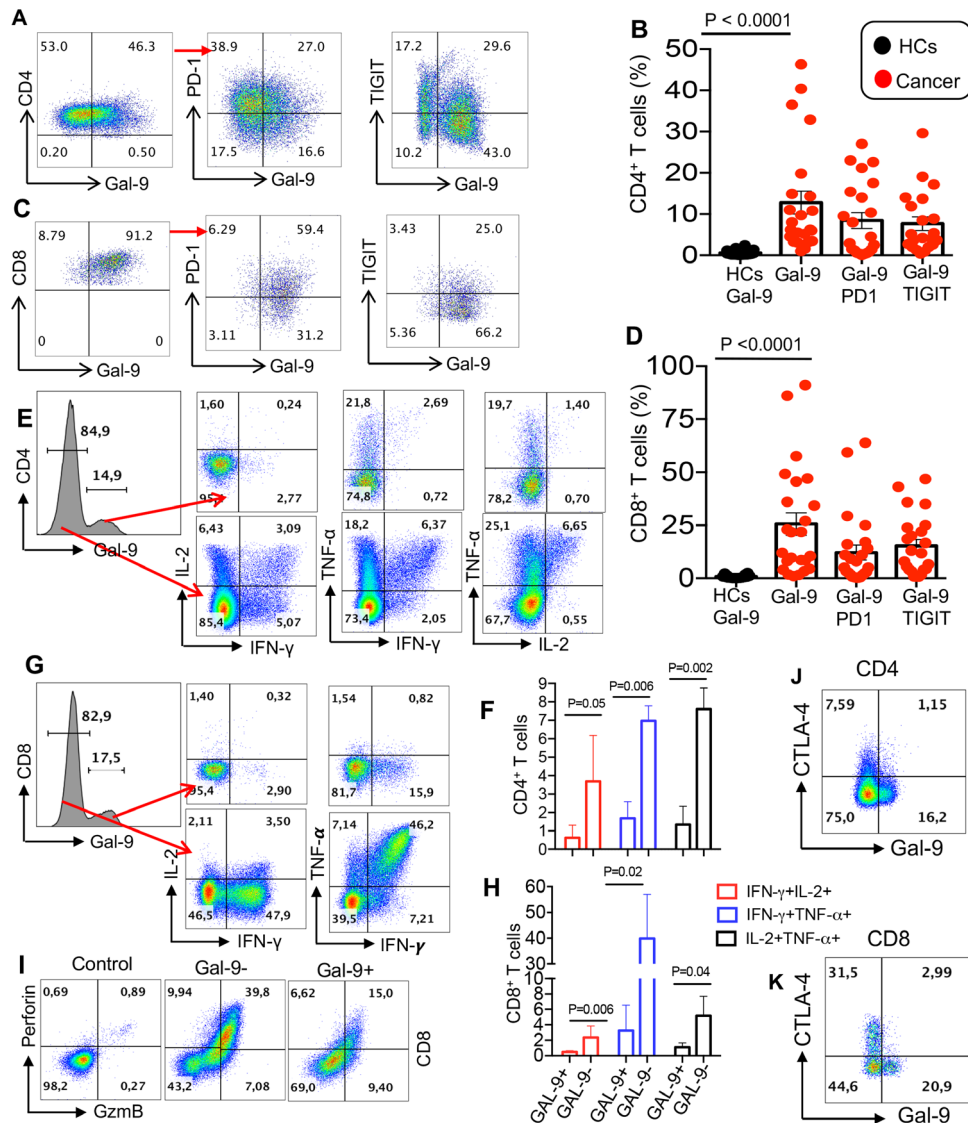 A
53.0 46.3
CD4
0.20 0.50
Gal-9
38.9 27.0
PD-1
17.5 16.6
Gal-9
17.2 29.6
TIGIT
10.2 43.0
Gal-9
B
P < 0.0001
HCs
Cancer
CD4+ T cells (%)
50
40
30
20
10
0
HCs Gal-9 Gal-9 Gal-9
Gal-9 PD1 TIGIT
C
8.79 91.2
CD8
0 0
Gal-9
6.29 59.4
PD-1
3.11 31.2
Gal-9
3.43 25.0
TIGIT
5.36 66.2
Gal-9
D
P <0.0001
CD8+ T cells (%)
100
75
50
25
0
HCs Gal-9 Gal-9 Gal-9
Gal-9 PD1 TIGIT
E
84,9
14,9
CD4
Gal-9
1,60 0,24
2,77
21,8 2,69
74,8 0,72
19,7 1,40
78,2 0,70
6,43 3,09
IL-2
85,4 5,07
IFN-γ
18,2 6,37
TNF-α
73,4 2,05
IFN-γ
25,1 6,65
TNF-α
67,7 0,55
IL-2
G
82,9
17,5
CD8
Gal-9
1,40 0,32
95,4 2,90
1,54 0,82
81,7 15,9
2,11 3,50
IL-2
46,5 47,9
IFN-γ
7,14 46,2
TNF-α
39,5 7,21
IFN-γ
F
P=0.05
P=0.006
P=0.002
CD4+ T cells
9
8
7
6
5
4
3
2
1
0
H
P=0.02
P=0.006
P=0.04
CD8+ T cells
60
50
40
30
20
10
6
4
2
0
GAL-9+
GAL-9-
GAL-9+
GAL-9-
GAL-9+
GAL-9-
IFN-γ+IL-2+
IFN-γ+TNF-α+
IL-2+TNF-α+
I
Control Gal-9- Gal-9+
0,69 0,89
Perforin
98,2 0,27
GzmB
9,94 39,8
43,2 7,08
6,62 15,0
69,0 9,40
CD8
J
CD4
7,59 1,15
CTLA-4
75,0 16,2
Gal-9
K
CD8
31,5 2,99
CTLA-4
44,6 20,9
Gal-9